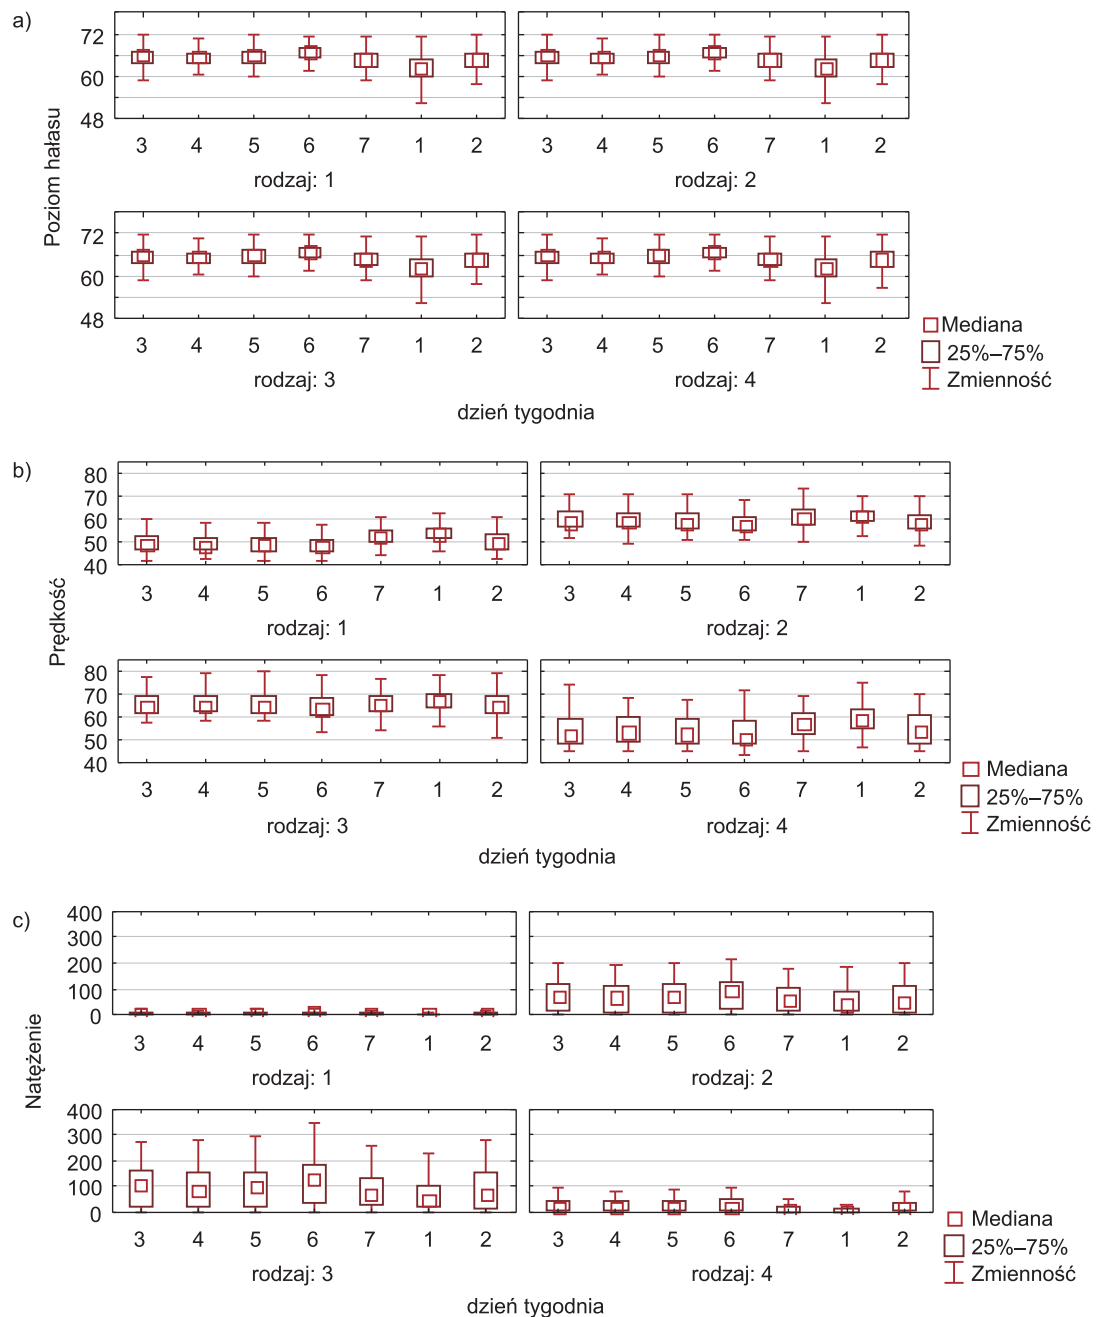 a)
Poziom hałasu
72
60
48
3 4 5 6 7 1 2
rodzaj: 1
3 4 5 6 7 1 2
rodzaj: 2
72
60
48
3 4 5 6 7 1 2
rodzaj: 3
3 4 5 6 7 1 2
rodzaj: 4
dzień tygodnia
Mediana
25%–75%
Zmienność
b)
Prędkość
80
70
60
50
40
3 4 5 6 7 1 2
rodzaj: 1
3 4 5 6 7 1 2
rodzaj: 2
80
70
60
50
40
3 4 5 6 7 1 2
rodzaj: 3
3 4 5 6 7 1 2
rodzaj: 4
dzień tygodnia
Mediana
25%–75%
Zmienność
c)
Natężenie
400
300
200
100
0
3 4 5 6 7 1 2
rodzaj: 1
3 4 5 6 7 1 2
rodzaj: 2
400
300
200
100
0
3 4 5 6 7 1 2
rodzaj: 3
3 4 5 6 7 1 2
rodzaj: 4
dzień tygodnia
Mediana
25%–75%
Zmienność